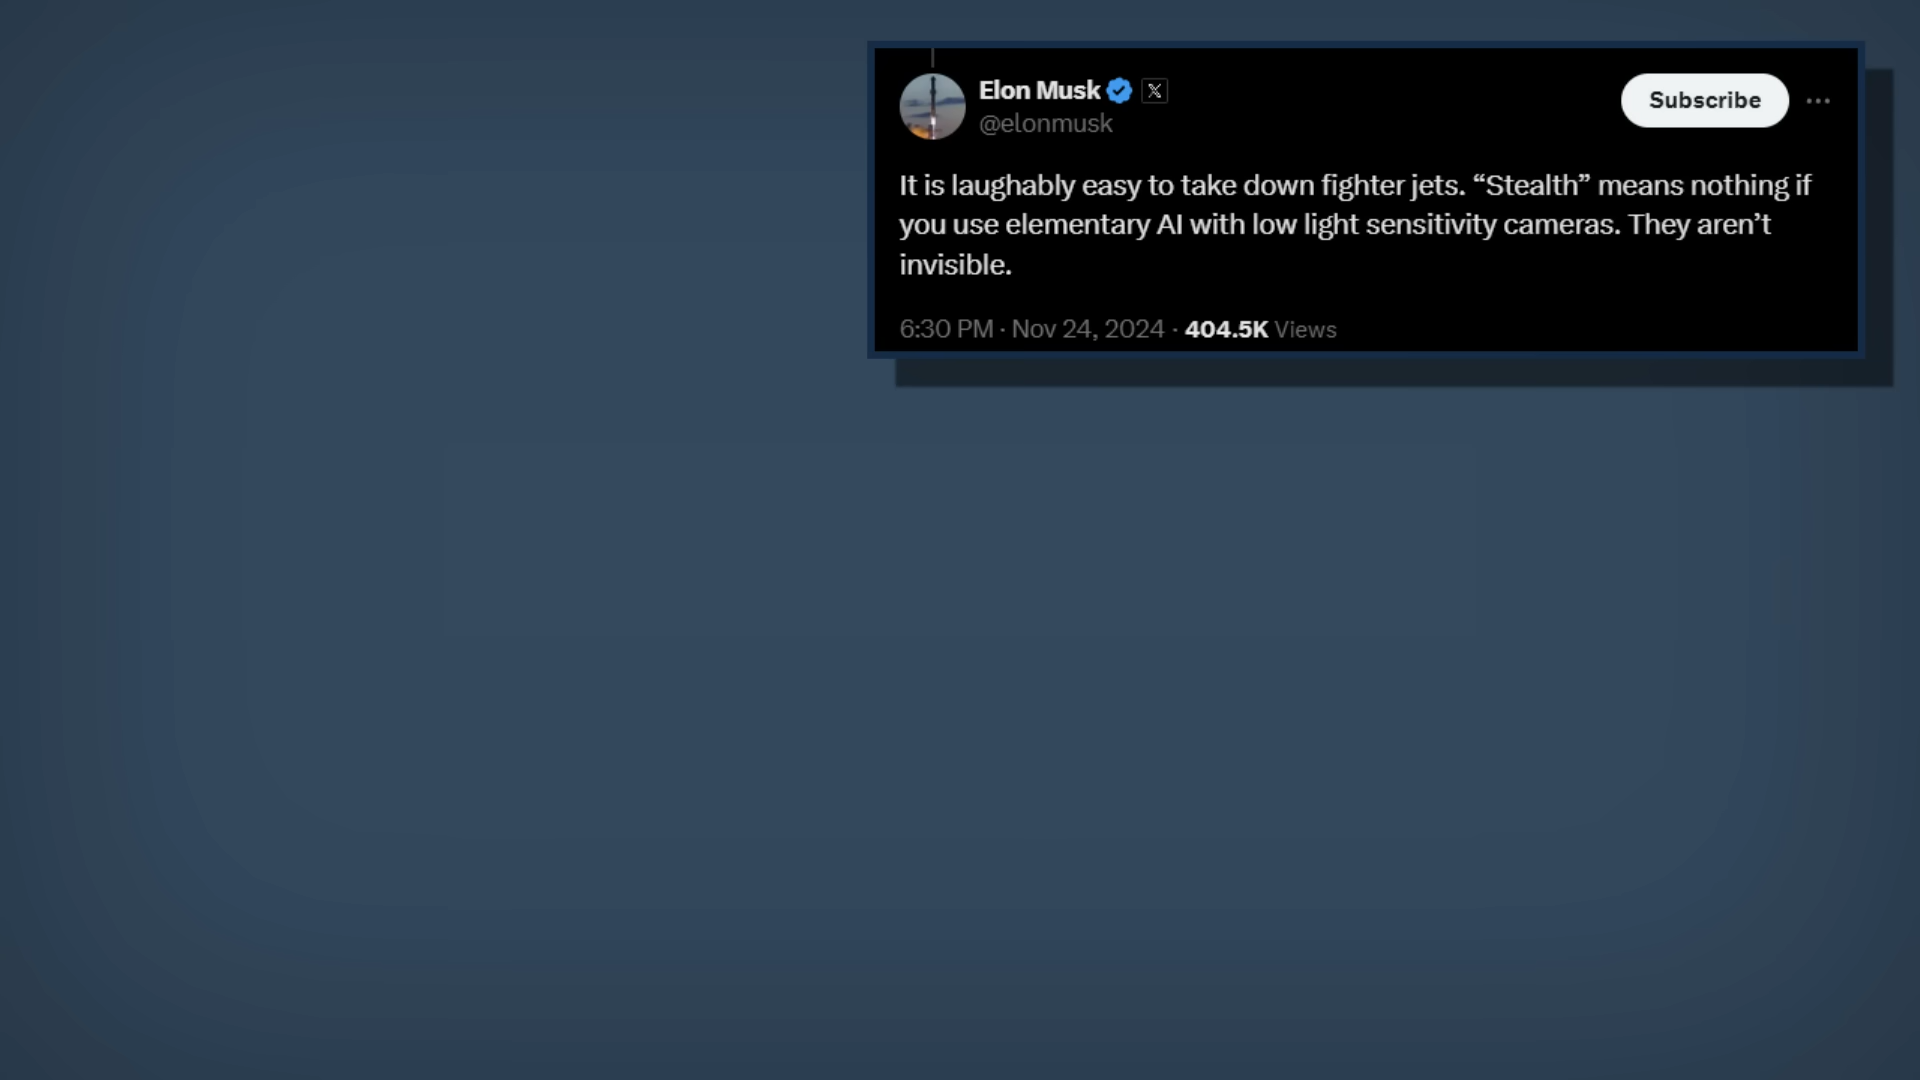 Elon Musk
@elonmusk
Subscribe
It is laughably easy to take down fighter jets. “Stealth” means nothing if
you use elementary AI with low light sensitivity cameras. They aren’t
invisible.
6:30 PM · Nov 24, 2024 · 404.5K Views